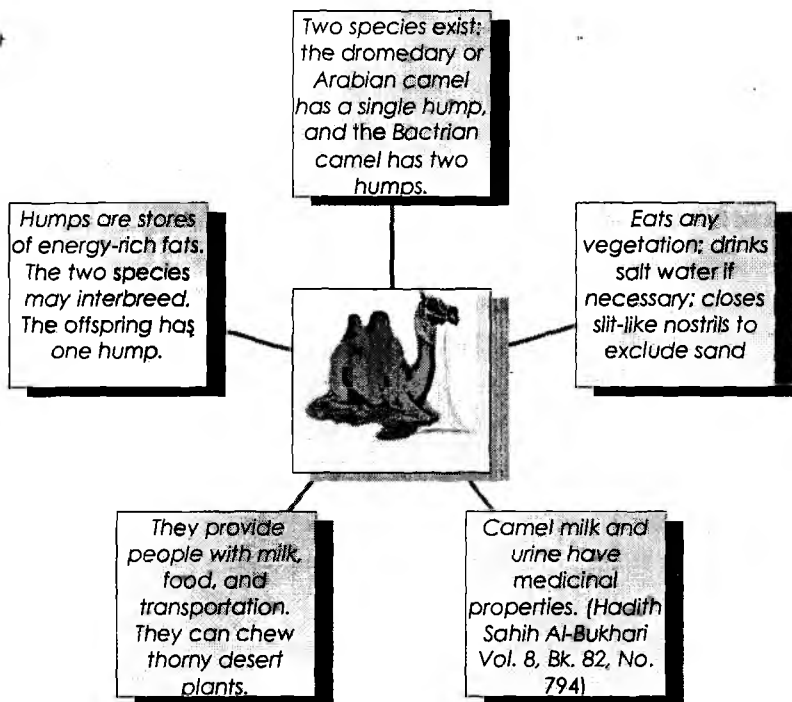 Two species exist:
the dromedary or
Arabian camel
has a single hump,
and the Bactrian
camel has two
humps.
Humps are stores
of energy-rich fats.
The two species
may interbreed.
The offspring has
one hump.
Eats any
vegetation; drinks
salt water if
necessary; closes
slit-like nostrils to
exclude sand
They provide
people with milk,
food, and
transportation.
They can chew
thorny desert
plants.
Camel milk and
urine have
medicinal
properties. (Hadith
Sahih Al-Bukhari
Vol. 8, Bk. 82, No.
794)